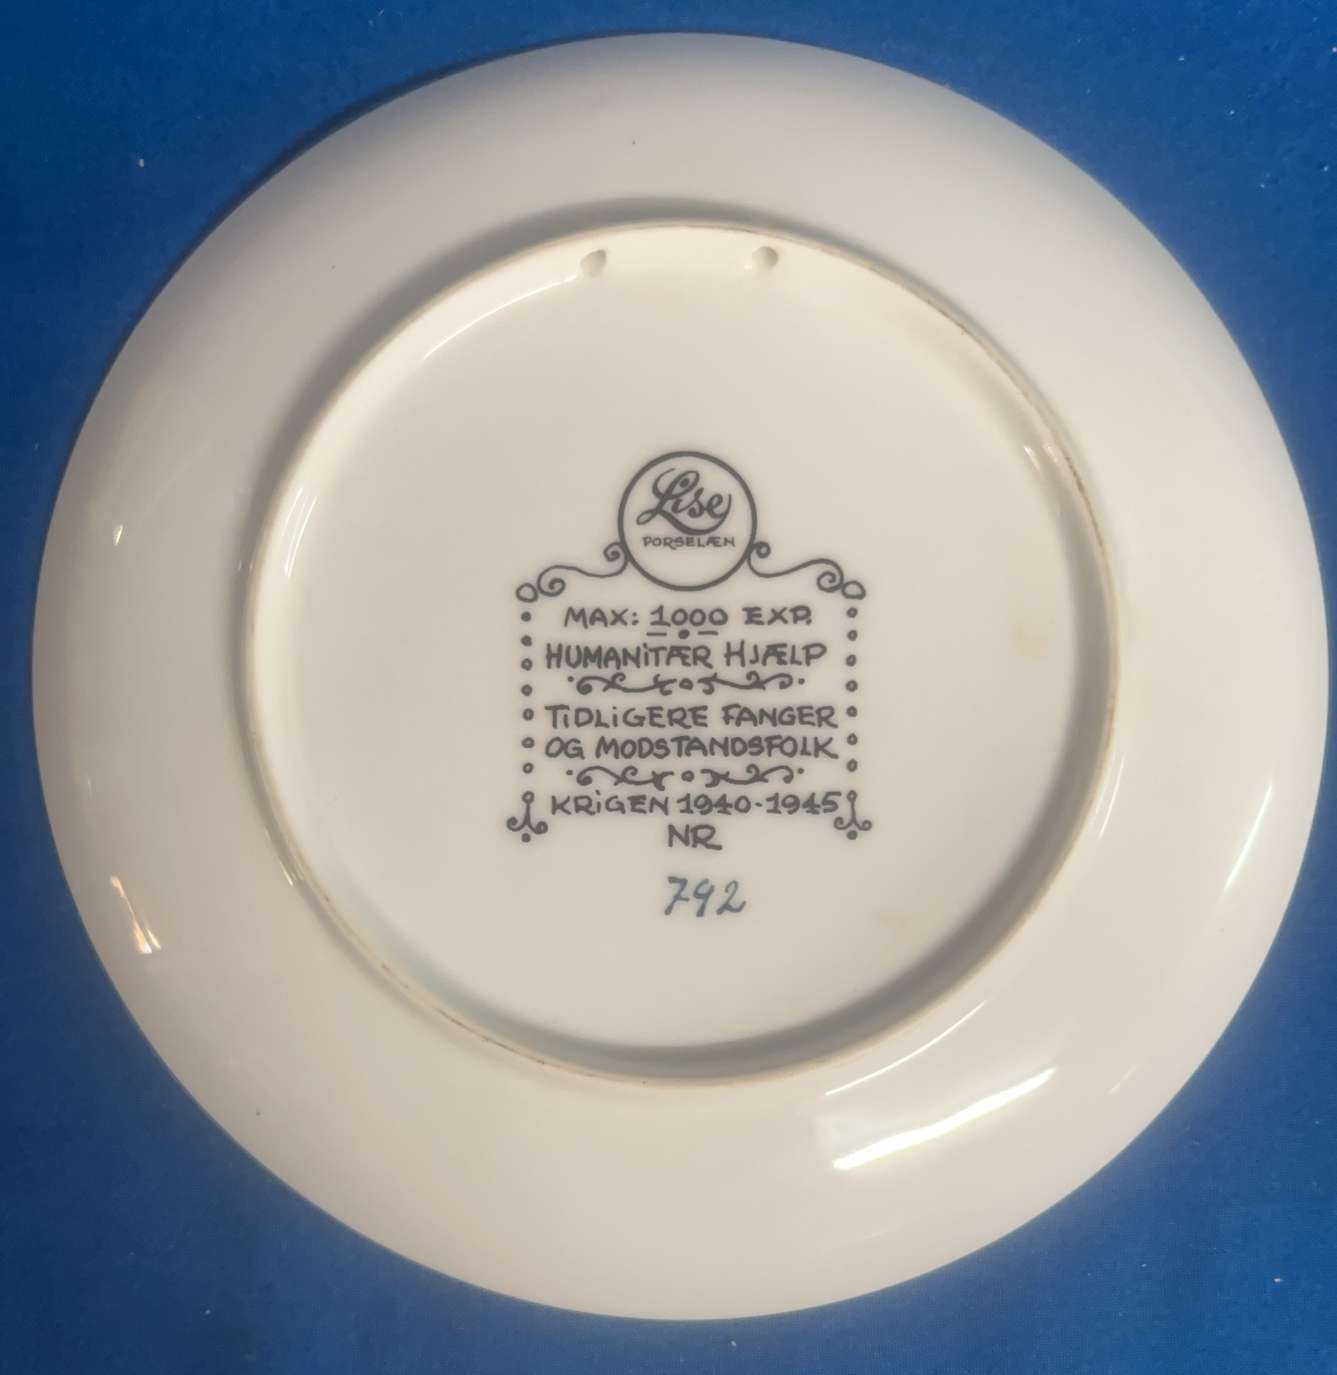 Lise
PORSELÆN
MAX: 1000 EXP.
HUMANiTÆR HJÆLP
TiDLiGERE FANGER
OG MODSTANDSFOLK
KRiGEN 1940-1945
NR
792